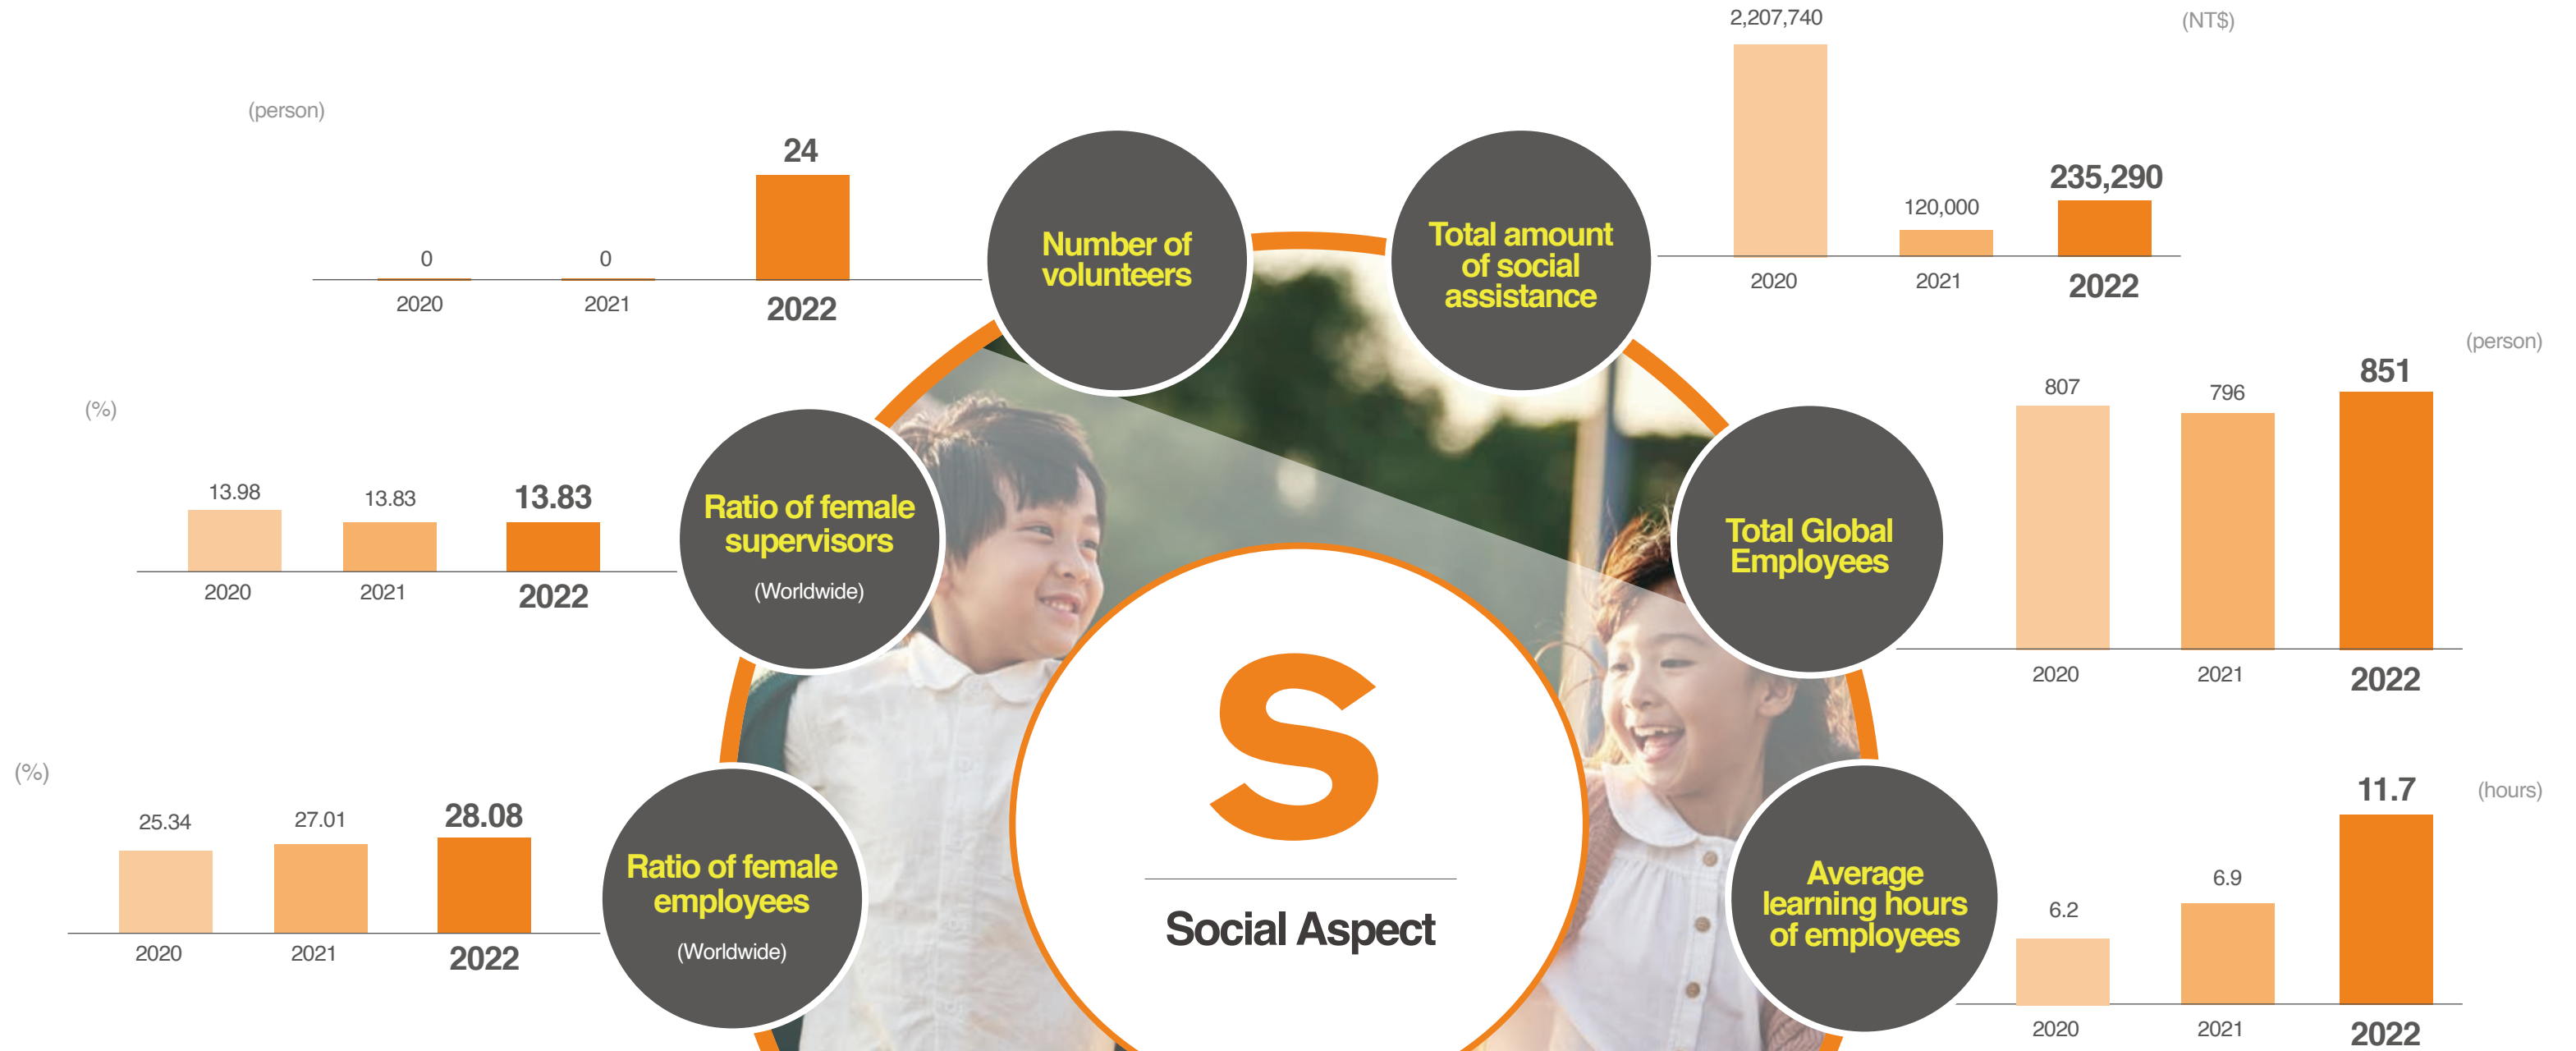 (person)
24
0
0
2020
2021
2022
Number of
volunteers
2,207,740
(NT$)
120,000
235,290
2020
2021
2022
Total amount
of social
assistance
(%)
13.98
13.83
13.83
2020
2021
2022
Ratio of female
supervisors
(Worldwide)
(person)
807
796
851
2020
2021
2022
Total Global
Employees
(%)
25.34
27.01
28.08
2020
2021
2022
Ratio of female
employees
(Worldwide)
S
Social Aspect
Average
learning hours
of employees
(hours)
6.2
6.9
11.7
2020
2021
2022